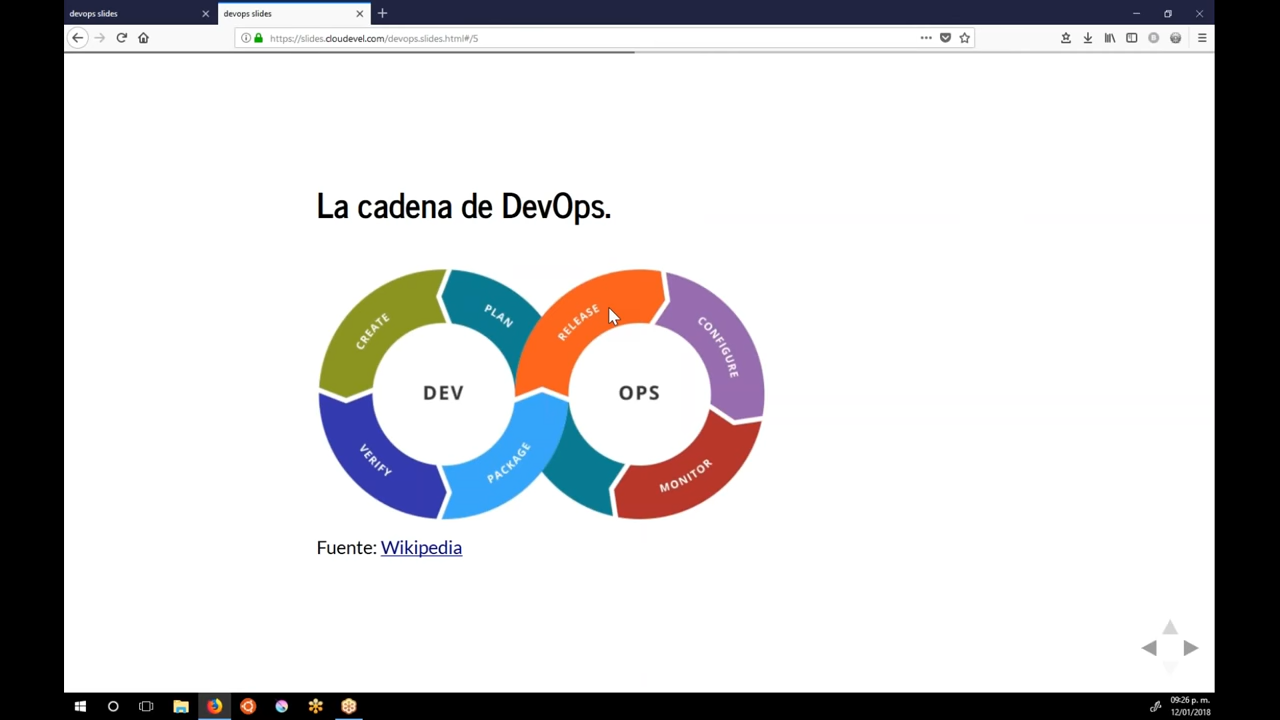 devops slides
devops slides
https://slides.cloudevel.com/devops.slides.html#/5
La cadena de DevOps.
CREATE
PLAN
RELEASE
CONFIGURE
DEV
OPS
VERIFY
PACKAGE
MONITOR
Fuente: Wikipedia
09:26 p. m.
12/01/2018